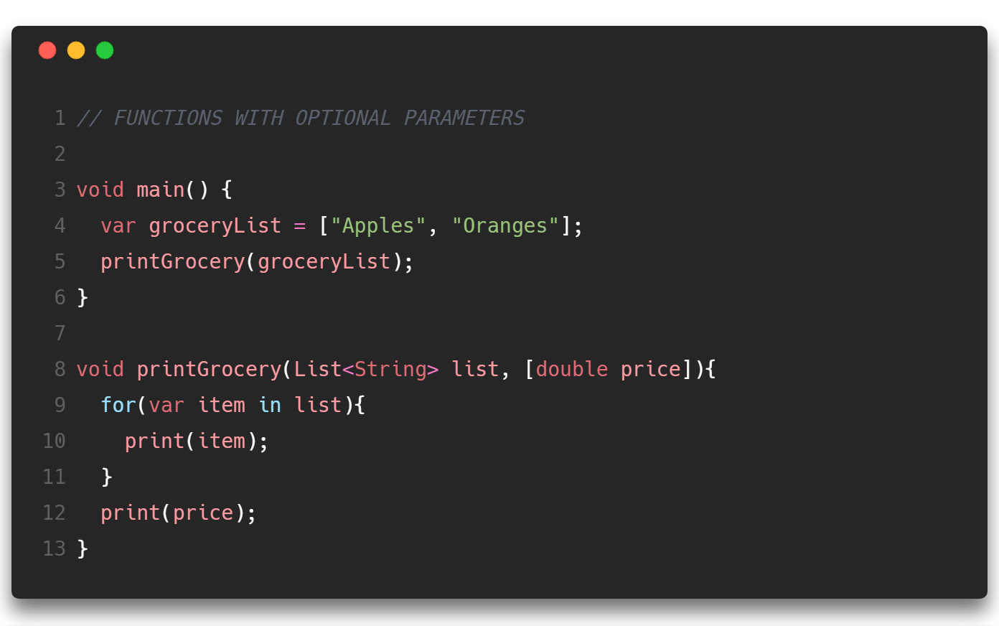 1 // FUNCTIONS WITH OPTIONAL PARAMETERS
2
3 void main() {
4   var groceryList = ["Apples", "Oranges"];
5   printGrocery(groceryList);
6 }
7
8 void printGrocery(List<String> list, [double price]){
9   for(var item in list){
10     print(item);
11   }
12   print(price);
13 }